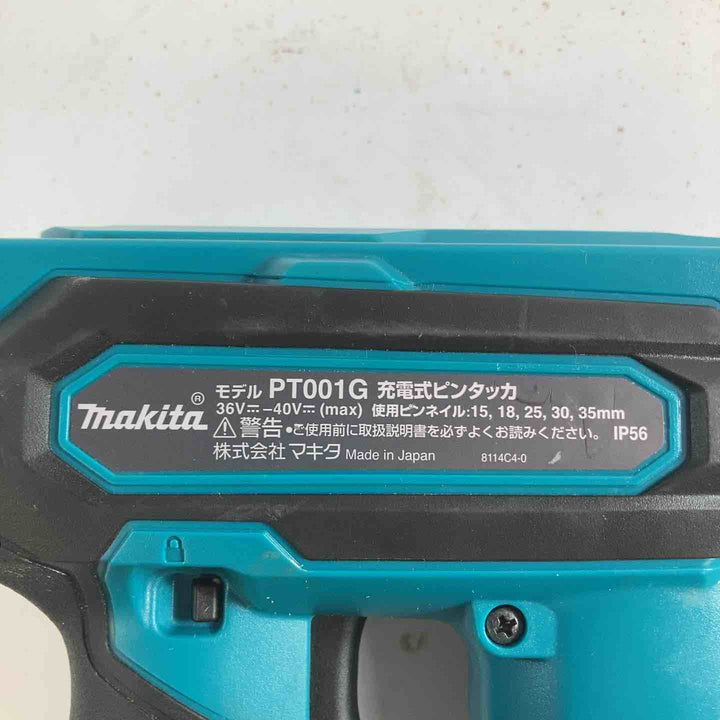 makita®
モデル PT001G 充電式ピンタッカ
36V⎓-40V⎓(max) 使用ピンネイル:15, 18, 25, 30, 35mm
⚠警告 •ご使用前に取扱説明書を必ずよくお読みください。 IP56
株式会社 マキタ Made in Japan 8114C4-0